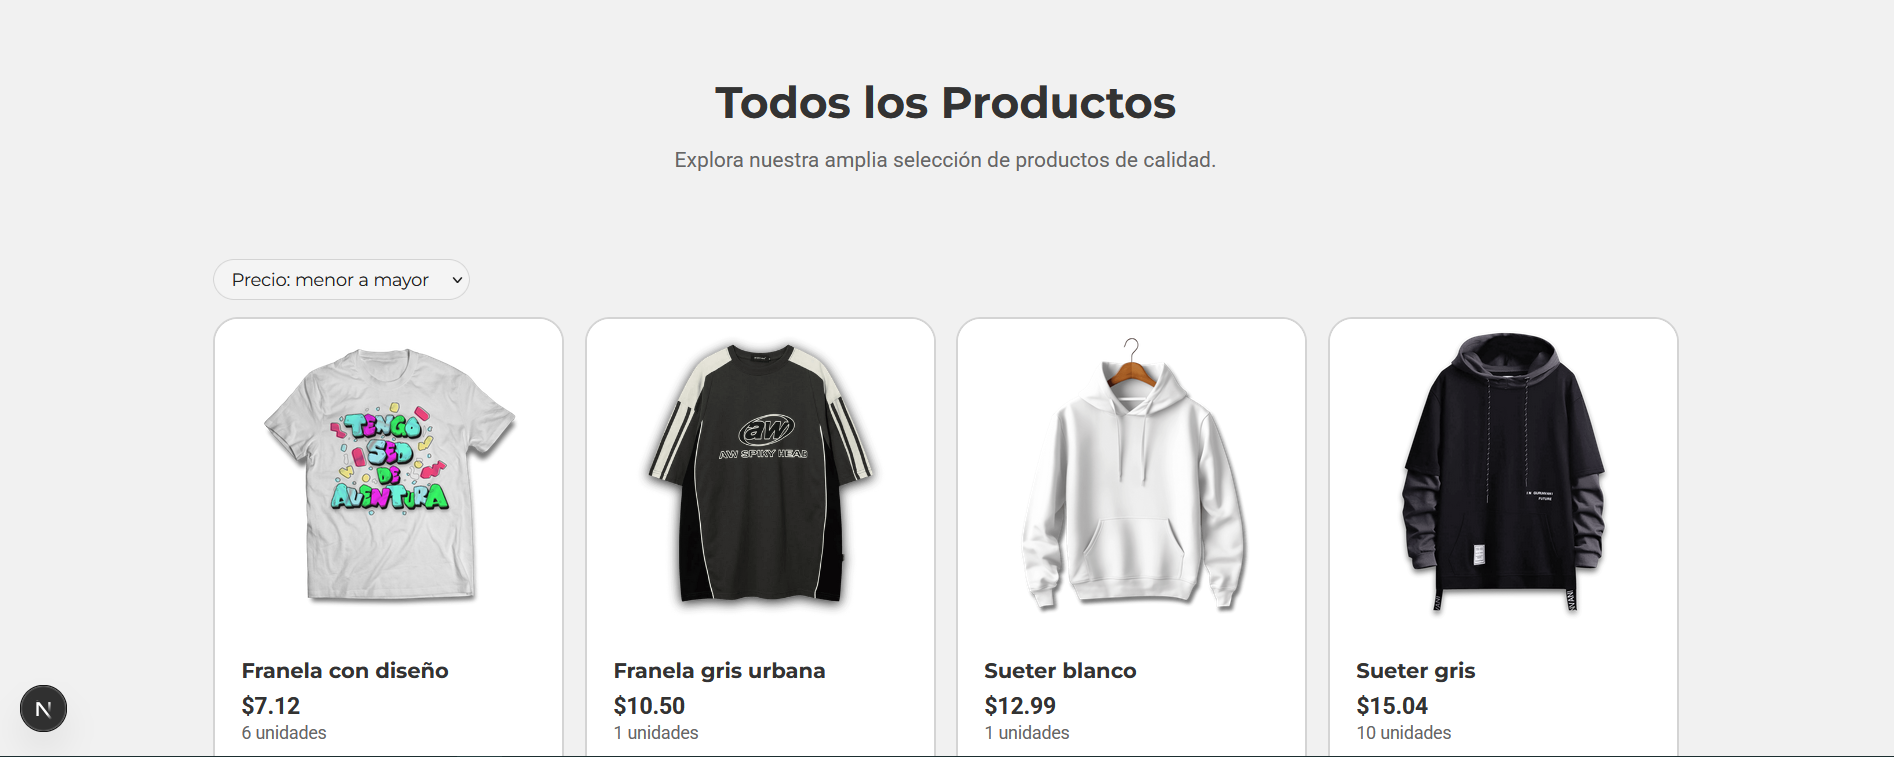 Todos los Productos
Explora nuestra amplia selección de productos de calidad.
Precio: menor a mayor
TENGO
SED
DE
AVENTURA
aw
AW SPIKY HEAD
Franela con diseño
$7.12
6 unidades
Franela gris urbana
$10.50
1 unidades
Sueter blanco
$12.99
1 unidades
FUTURE
Sueter gris
$15.04
10 unidades
N